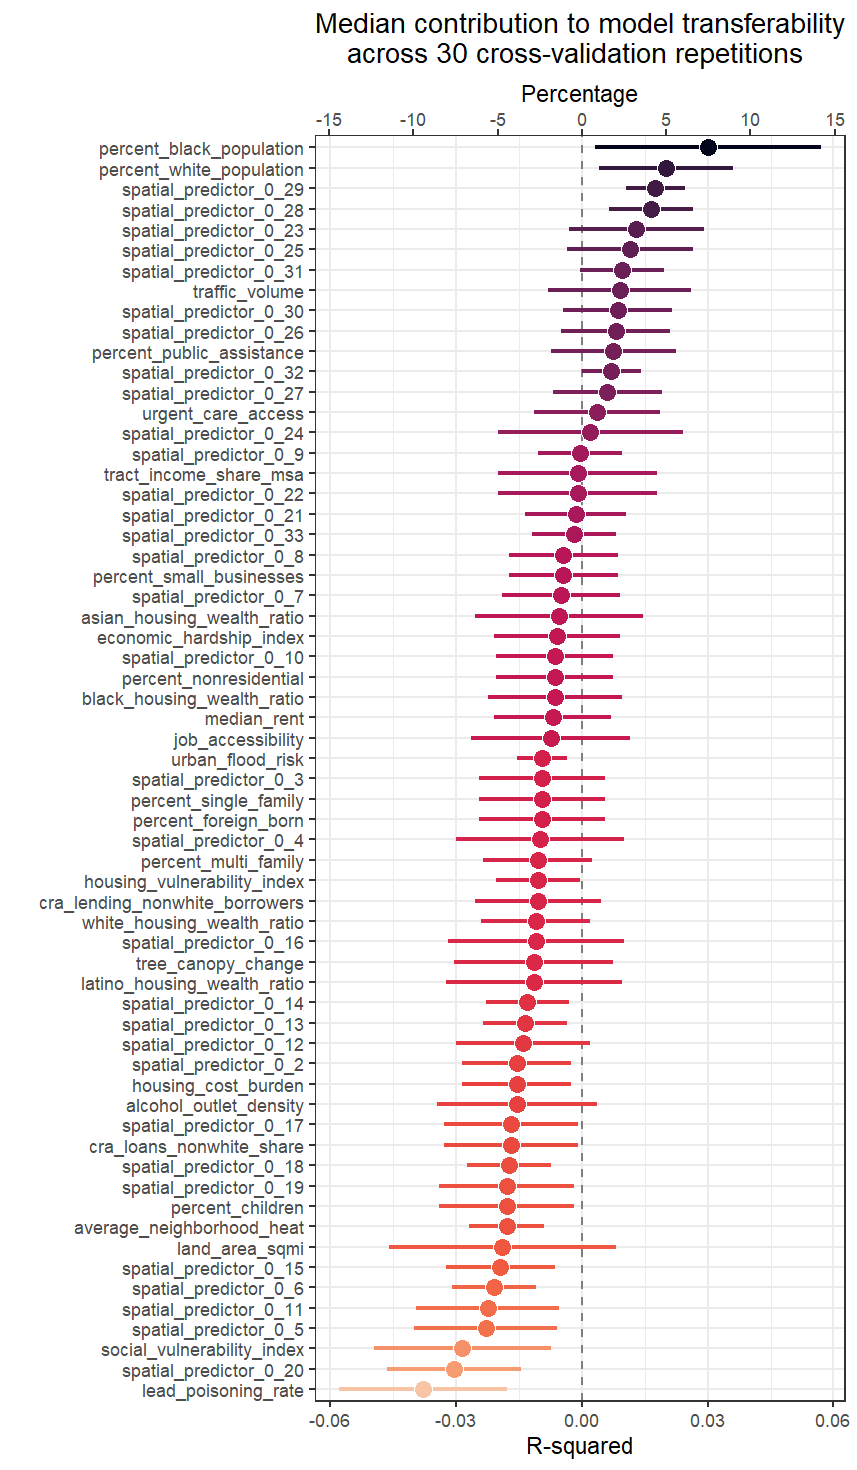 Median contribution to model transferability
across 30 cross-validation repetitions
Percentage
-15 -10 -5 0 5 10 15
percent_black_population
percent_white_population
spatial_predictor_0_29
spatial_predictor_0_28
spatial_predictor_0_23
spatial_predictor_0_25
spatial_predictor_0_31
traffic_volume
spatial_predictor_0_30
spatial_predictor_0_26
percent_public_assistance
spatial_predictor_0_32
spatial_predictor_0_27
urgent_care_access
spatial_predictor_0_24
spatial_predictor_0_9
tract_income_share_msa
spatial_predictor_0_22
spatial_predictor_0_21
spatial_predictor_0_33
spatial_predictor_0_8
percent_small_businesses
spatial_predictor_0_7
asian_housing_wealth_ratio
economic_hardship_index
spatial_predictor_0_10
percent_nonresidential
black_housing_wealth_ratio
median_rent
job_accessibility
urban_flood_risk
spatial_predictor_0_3
percent_single_family
percent_foreign_born
spatial_predictor_0_4
percent_multi_family
housing_vulnerability_index
cra_lending_nonwhite_borrowers
white_housing_wealth_ratio
spatial_predictor_0_16
tree_canopy_change
latino_housing_wealth_ratio
spatial_predictor_0_14
spatial_predictor_0_13
spatial_predictor_0_12
spatial_predictor_0_2
housing_cost_burden
alcohol_outlet_density
spatial_predictor_0_17
cra_loans_nonwhite_share
spatial_predictor_0_18
spatial_predictor_0_19
percent_children
average_neighborhood_heat
land_area_sqmi
spatial_predictor_0_15
spatial_predictor_0_6
spatial_predictor_0_11
spatial_predictor_0_5
social_vulnerability_index
spatial_predictor_0_20
lead_poisoning_rate
-0.06 -0.03 0.00 0.03 0.06
R-squared